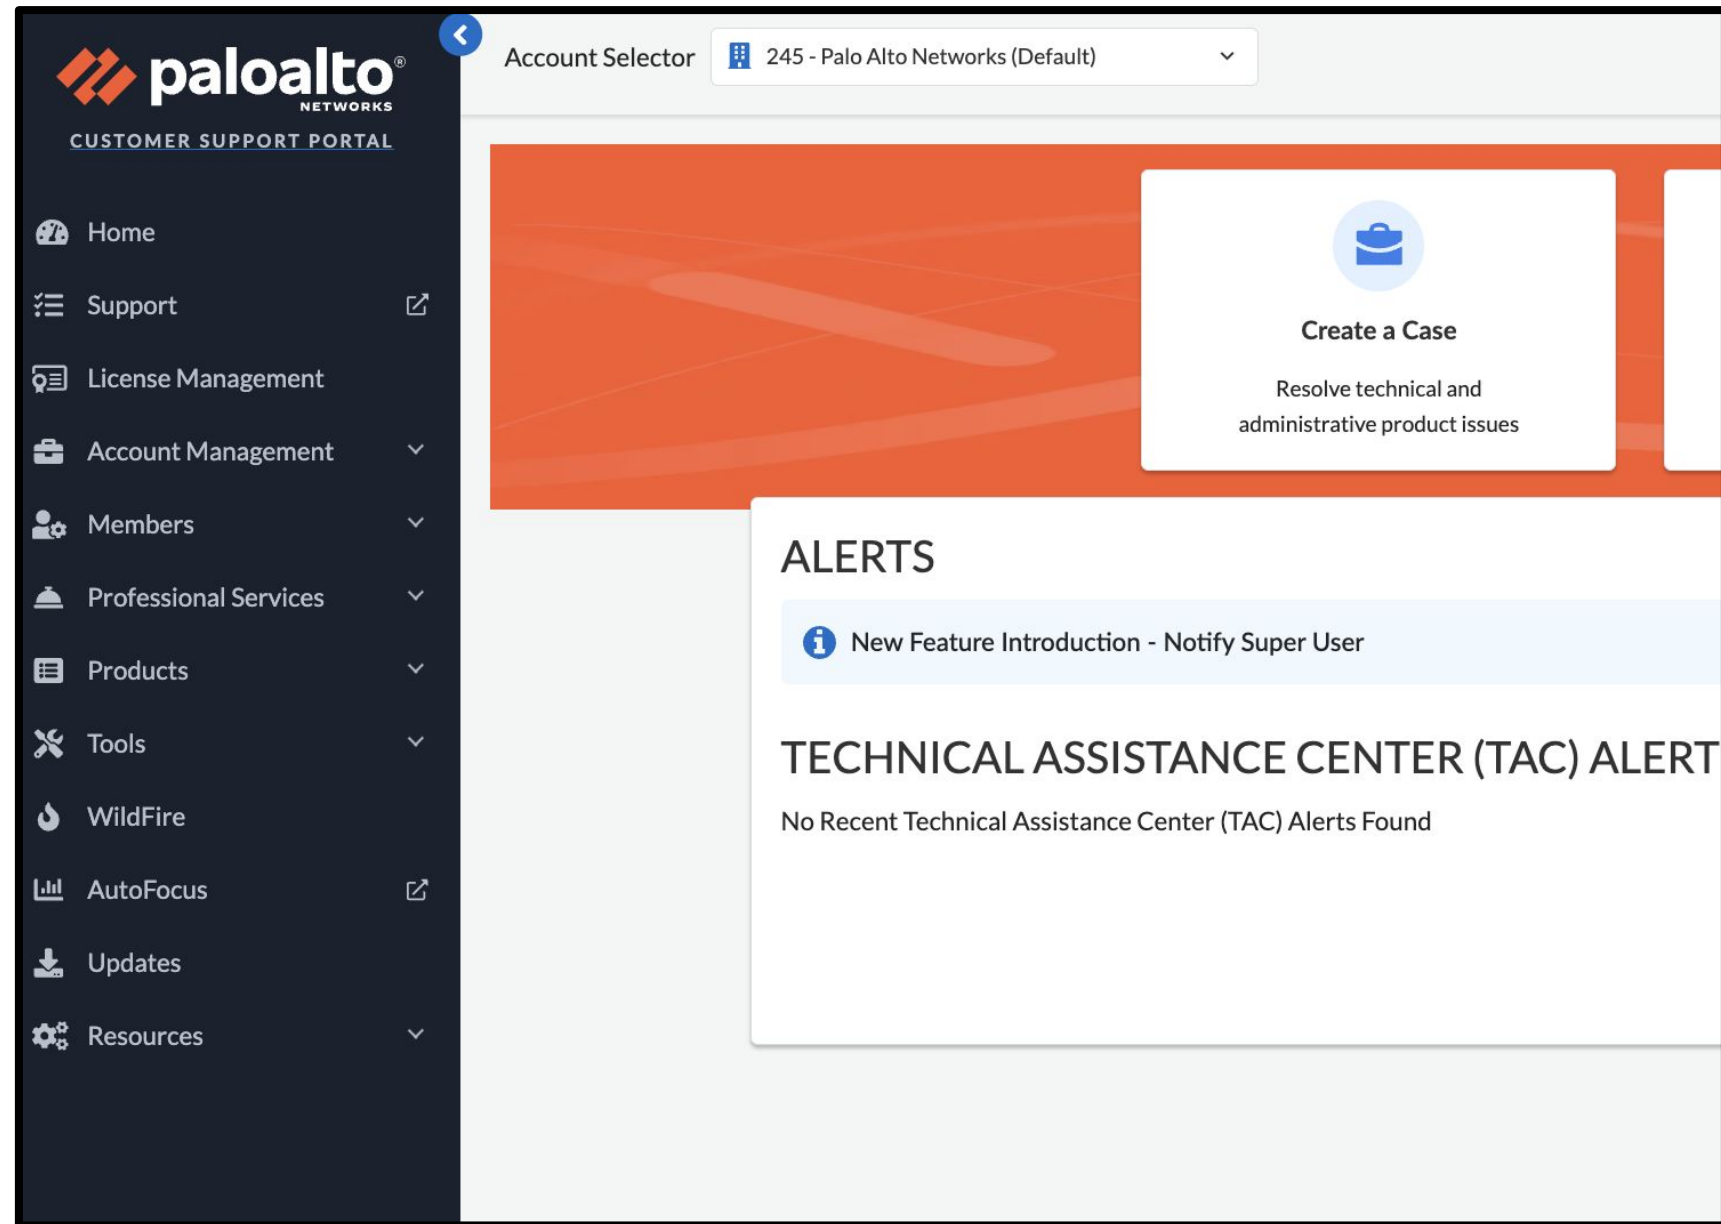 paloalto®
NETWORKS
CUSTOMER SUPPORT PORTAL
Home
Support
License Management
Account Management
Members
Professional Services
Products
Tools
WildFire
AutoFocus
Updates
Resources
Account Selector
245 - Palo Alto Networks (Default)
Create a Case
Resolve technical and
administrative product issues
ALERTS
New Feature Introduction - Notify Super User
TECHNICAL ASSISTANCE CENTER (TAC) ALERT
No Recent Technical Assistance Center (TAC) Alerts Found